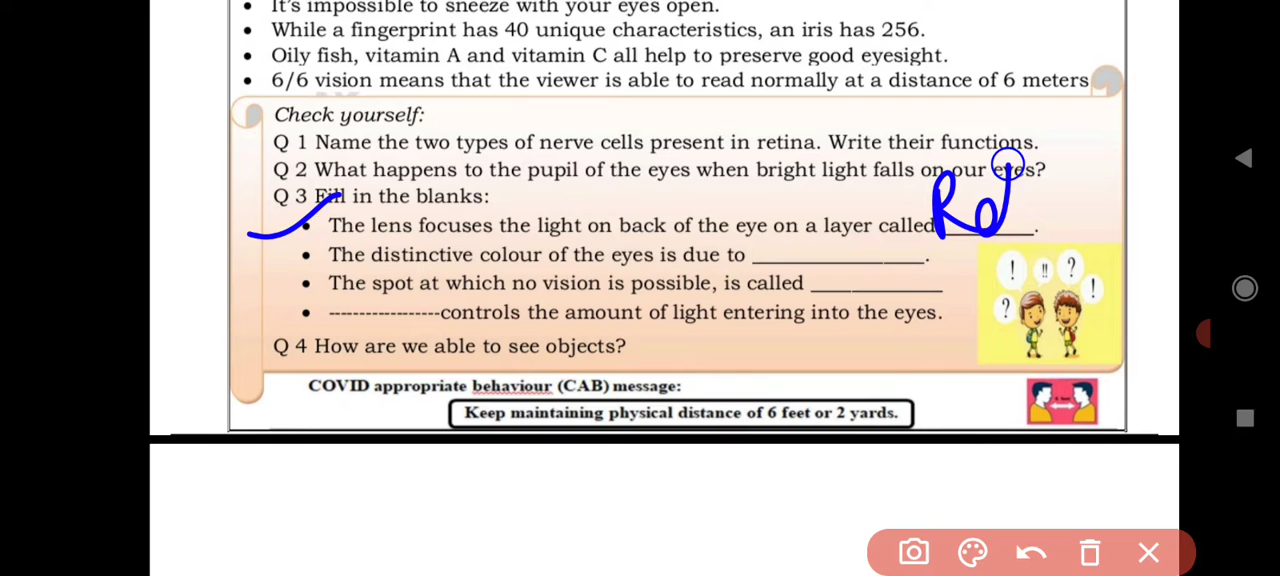 • It's impossible to sneeze with your eyes open.
• While a fingerprint has 40 unique characteristics, an iris has 256.
• Oily fish, vitamin A and vitamin C all help to preserve good eyesight.
• 6/6 vision means that the viewer is able to read normally at a distance of 6 meters
Check yourself:
Q 1 Name the two types of nerve cells present in retina. Write their functions.
Q 2 What happens to the pupil of the eyes when bright light falls on our eyes?
Q 3 Fill in the blanks:
• The lens focuses the light on back of the eye on a layer called ________.
• The distinctive colour of the eyes is due to ________________.
• The spot at which no vision is possible, is called ____________
• -----------------controls the amount of light entering into the eyes.
! !! ? !
?
Q 4 How are we able to see objects?
COVID appropriate behaviour (CAB) message:
Keep maintaining physical distance of 6 feet or 2 yards.